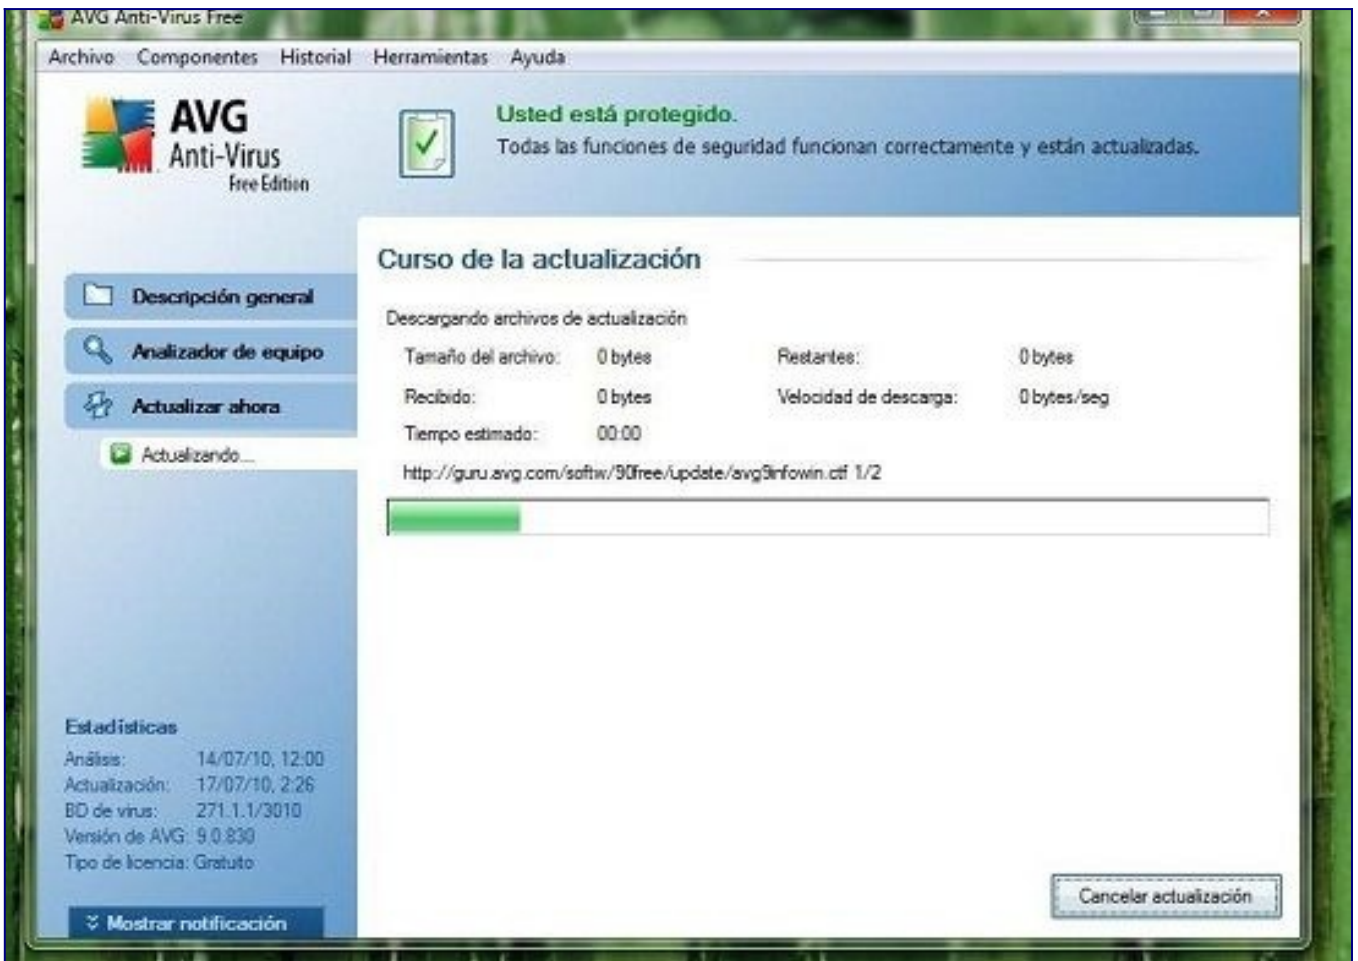 AVG Anti-Virus Free
Archivo Componentes Historial Herramientas Ayuda
AVG
Anti-Virus
Free Edition
Usted está protegido.
Todas las funciones de seguridad funcionan correctamente y están actualizadas.
Curso de la actualización
Descripción general
Analizador de equipo
Actualizar ahora
Actualizando...
Descargando archivos de actualización
Tamaño del archivo: 0 bytes Restantes: 0 bytes
Recibido: 0 bytes Velocidad de descarga: 0 bytes/seg
Tiempo estimado: 00:00
http://guru.avg.com/softw/90free/update/avg9infowin.ctf 1/2
Estadísticas
Análisis: 14/07/10, 12:00
Actualización: 17/07/10, 2:26
BD de virus: 271.1.1/3010
Versión de AVG: 9.0.830
Tipo de licencia: Gratuito
Mostrar notificación
Cancelar actualización